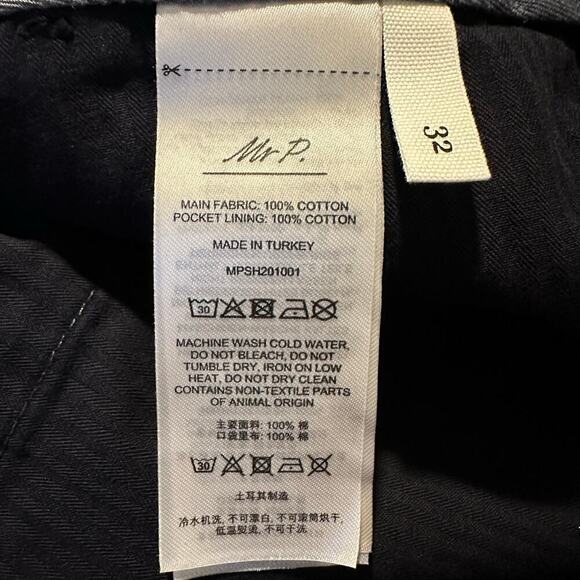 Mr P.
32
MAIN FABRIC: 100% COTTON
POCKET LINING: 100% COTTON
MADE IN TURKEY
MPSH201001
30
MACHINE WASH COLD WATER,
DO NOT BLEACH, DO NOT
TUMBLE DRY, IRON ON LOW
HEAT, DO NOT DRY CLEAN
CONTAINS NON-TEXTILE PARTS
OF ANIMAL ORIGIN
主要面料: 100% 棉
口袋里布: 100% 棉
30
土耳其制造
冷水机洗, 不可漂白, 不可滚筒烘干,
低温熨烫, 不可干洗